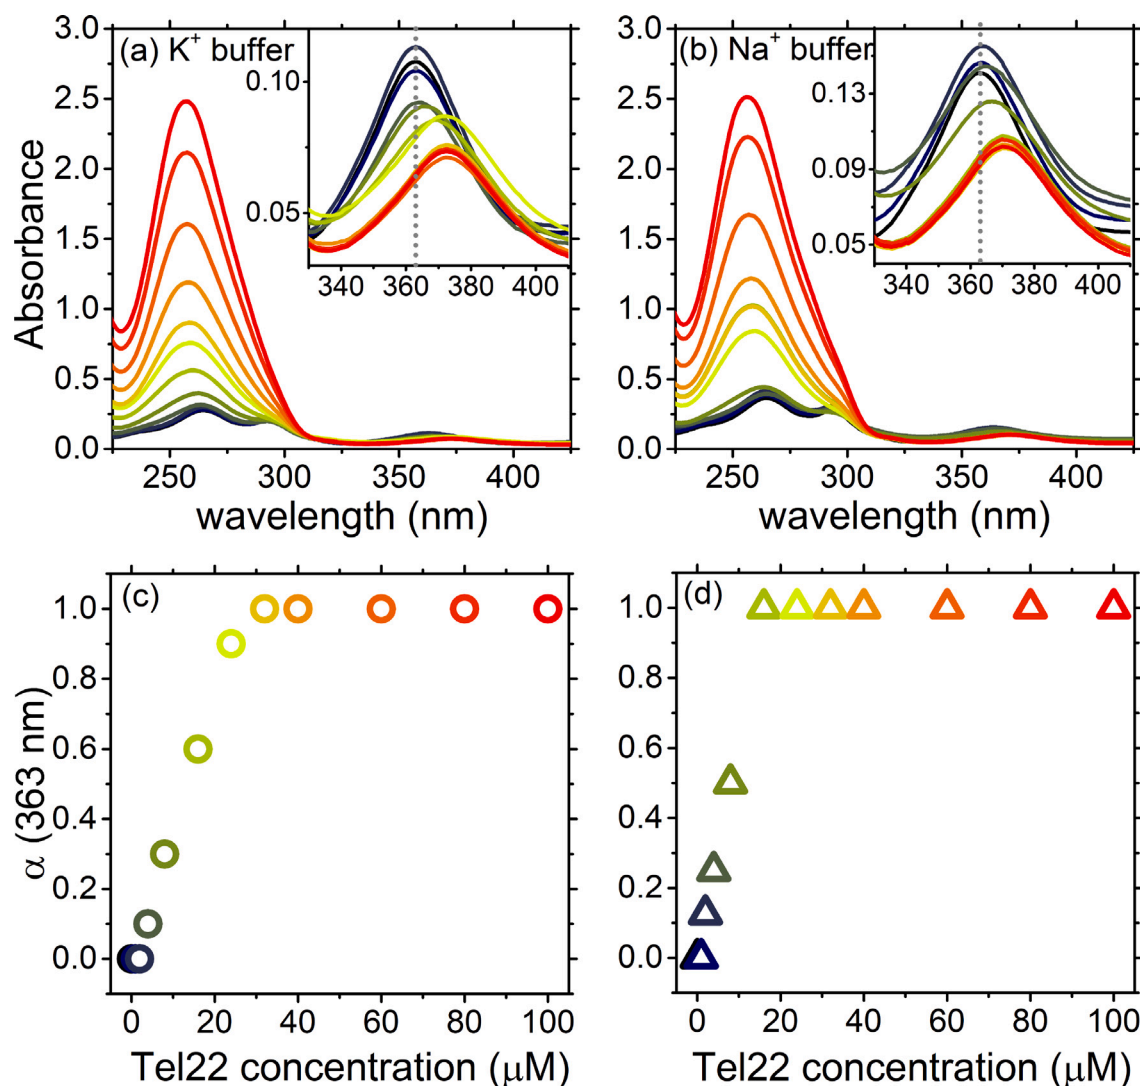 (a) K⁺ buffer
(b) Na⁺ buffer
3.0
2.5
2.0
1.5
1.0
0.5
0.0
0.10
0.05
340 360 380 400
250 300 350 400
Absorbance
wavelength (nm)
3.0
2.5
2.0
1.5
1.0
0.5
0.0
0.13
0.09
0.05
340 360 380 400
250 300 350 400
wavelength (nm)
(c)
1.0
0.8
0.6
0.4
0.2
0.0
α (363 nm)
0 20 40 60 80 100
Tel22 concentration (μM)
(d)
1.0
0.8
0.6
0.4
0.2
0.0
0 20 40 60 80 100
Tel22 concentration (μM)